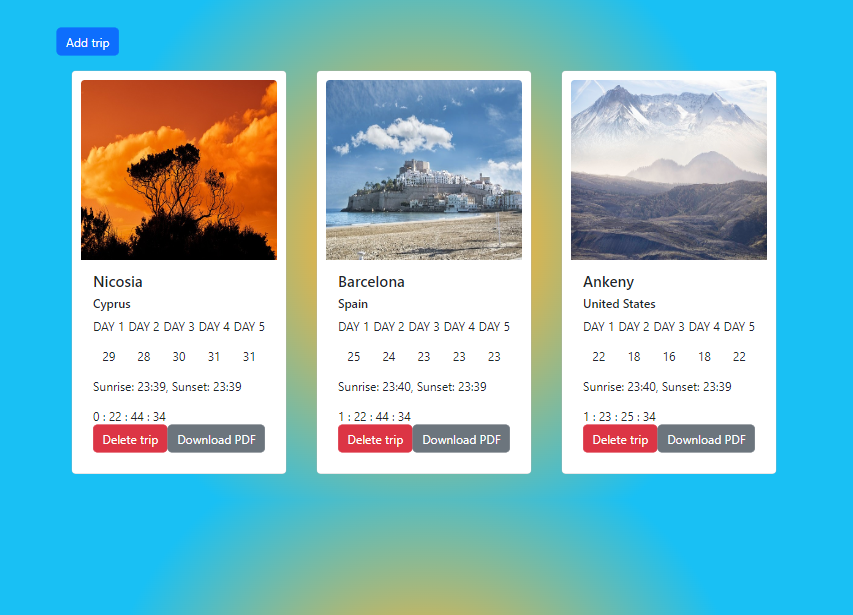 Add trip
Nicosia
Cyprus
DAY 1 DAY 2 DAY 3 DAY 4 DAY 5
29 28 30 31 31
Sunrise: 23:39, Sunset: 23:39
0 : 22 : 44 : 34
Delete trip Download PDF
Barcelona
Spain
DAY 1 DAY 2 DAY 3 DAY 4 DAY 5
25 24 23 23 23
Sunrise: 23:40, Sunset: 23:39
1 : 22 : 44 : 34
Delete trip Download PDF
Ankeny
United States
DAY 1 DAY 2 DAY 3 DAY 4 DAY 5
22 18 16 18 22
Sunrise: 23:40, Sunset: 23:39
1 : 23 : 25 : 34
Delete trip Download PDF